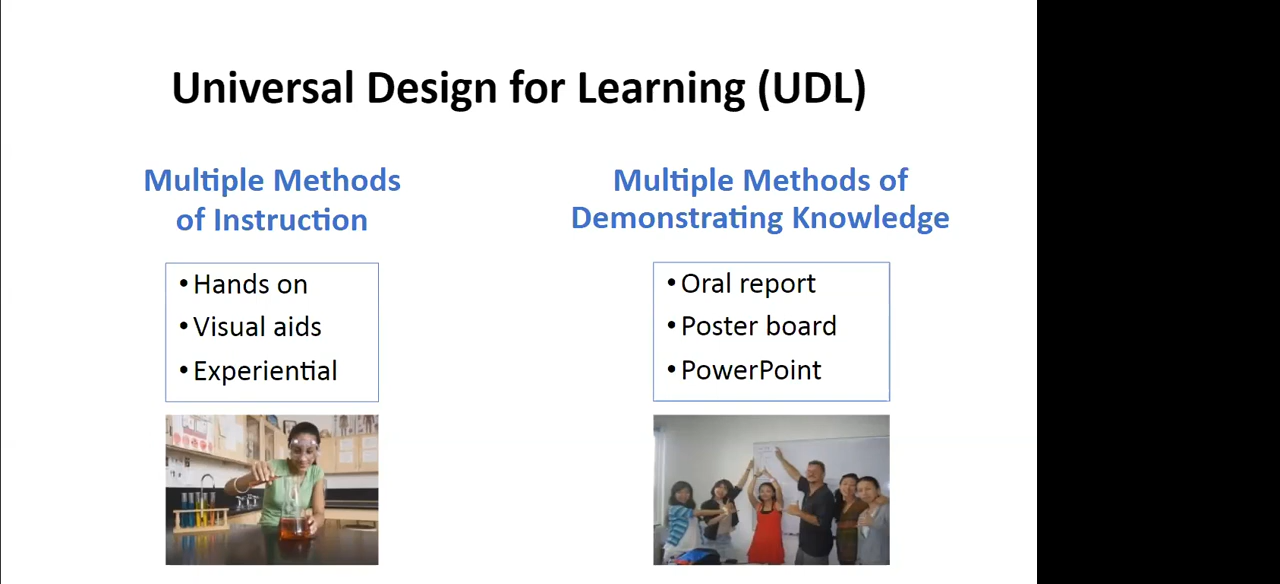 Universal Design for Learning (UDL)
Multiple Methods
of Instruction
• Hands on
• Visual aids
• Experiential
Multiple Methods of
Demonstrating Knowledge
• Oral report
• Poster board
• PowerPoint